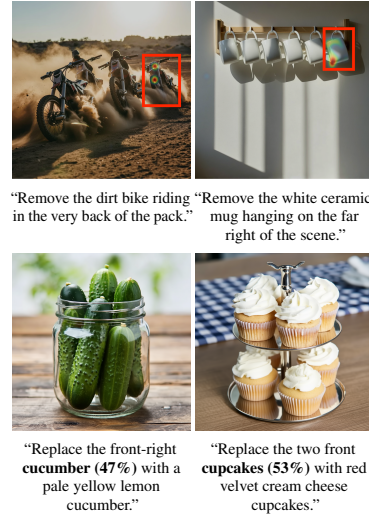 “Remove the dirt bike riding
in the very back of the pack.”
“Remove the white ceramic
mug hanging on the far
right of the scene.”
“Replace the front-right
cucumber (47%) with a
pale yellow lemon
cucumber.”
“Replace the two front
cupcakes (53%) with red
velvet cream cheese
cupcakes.”